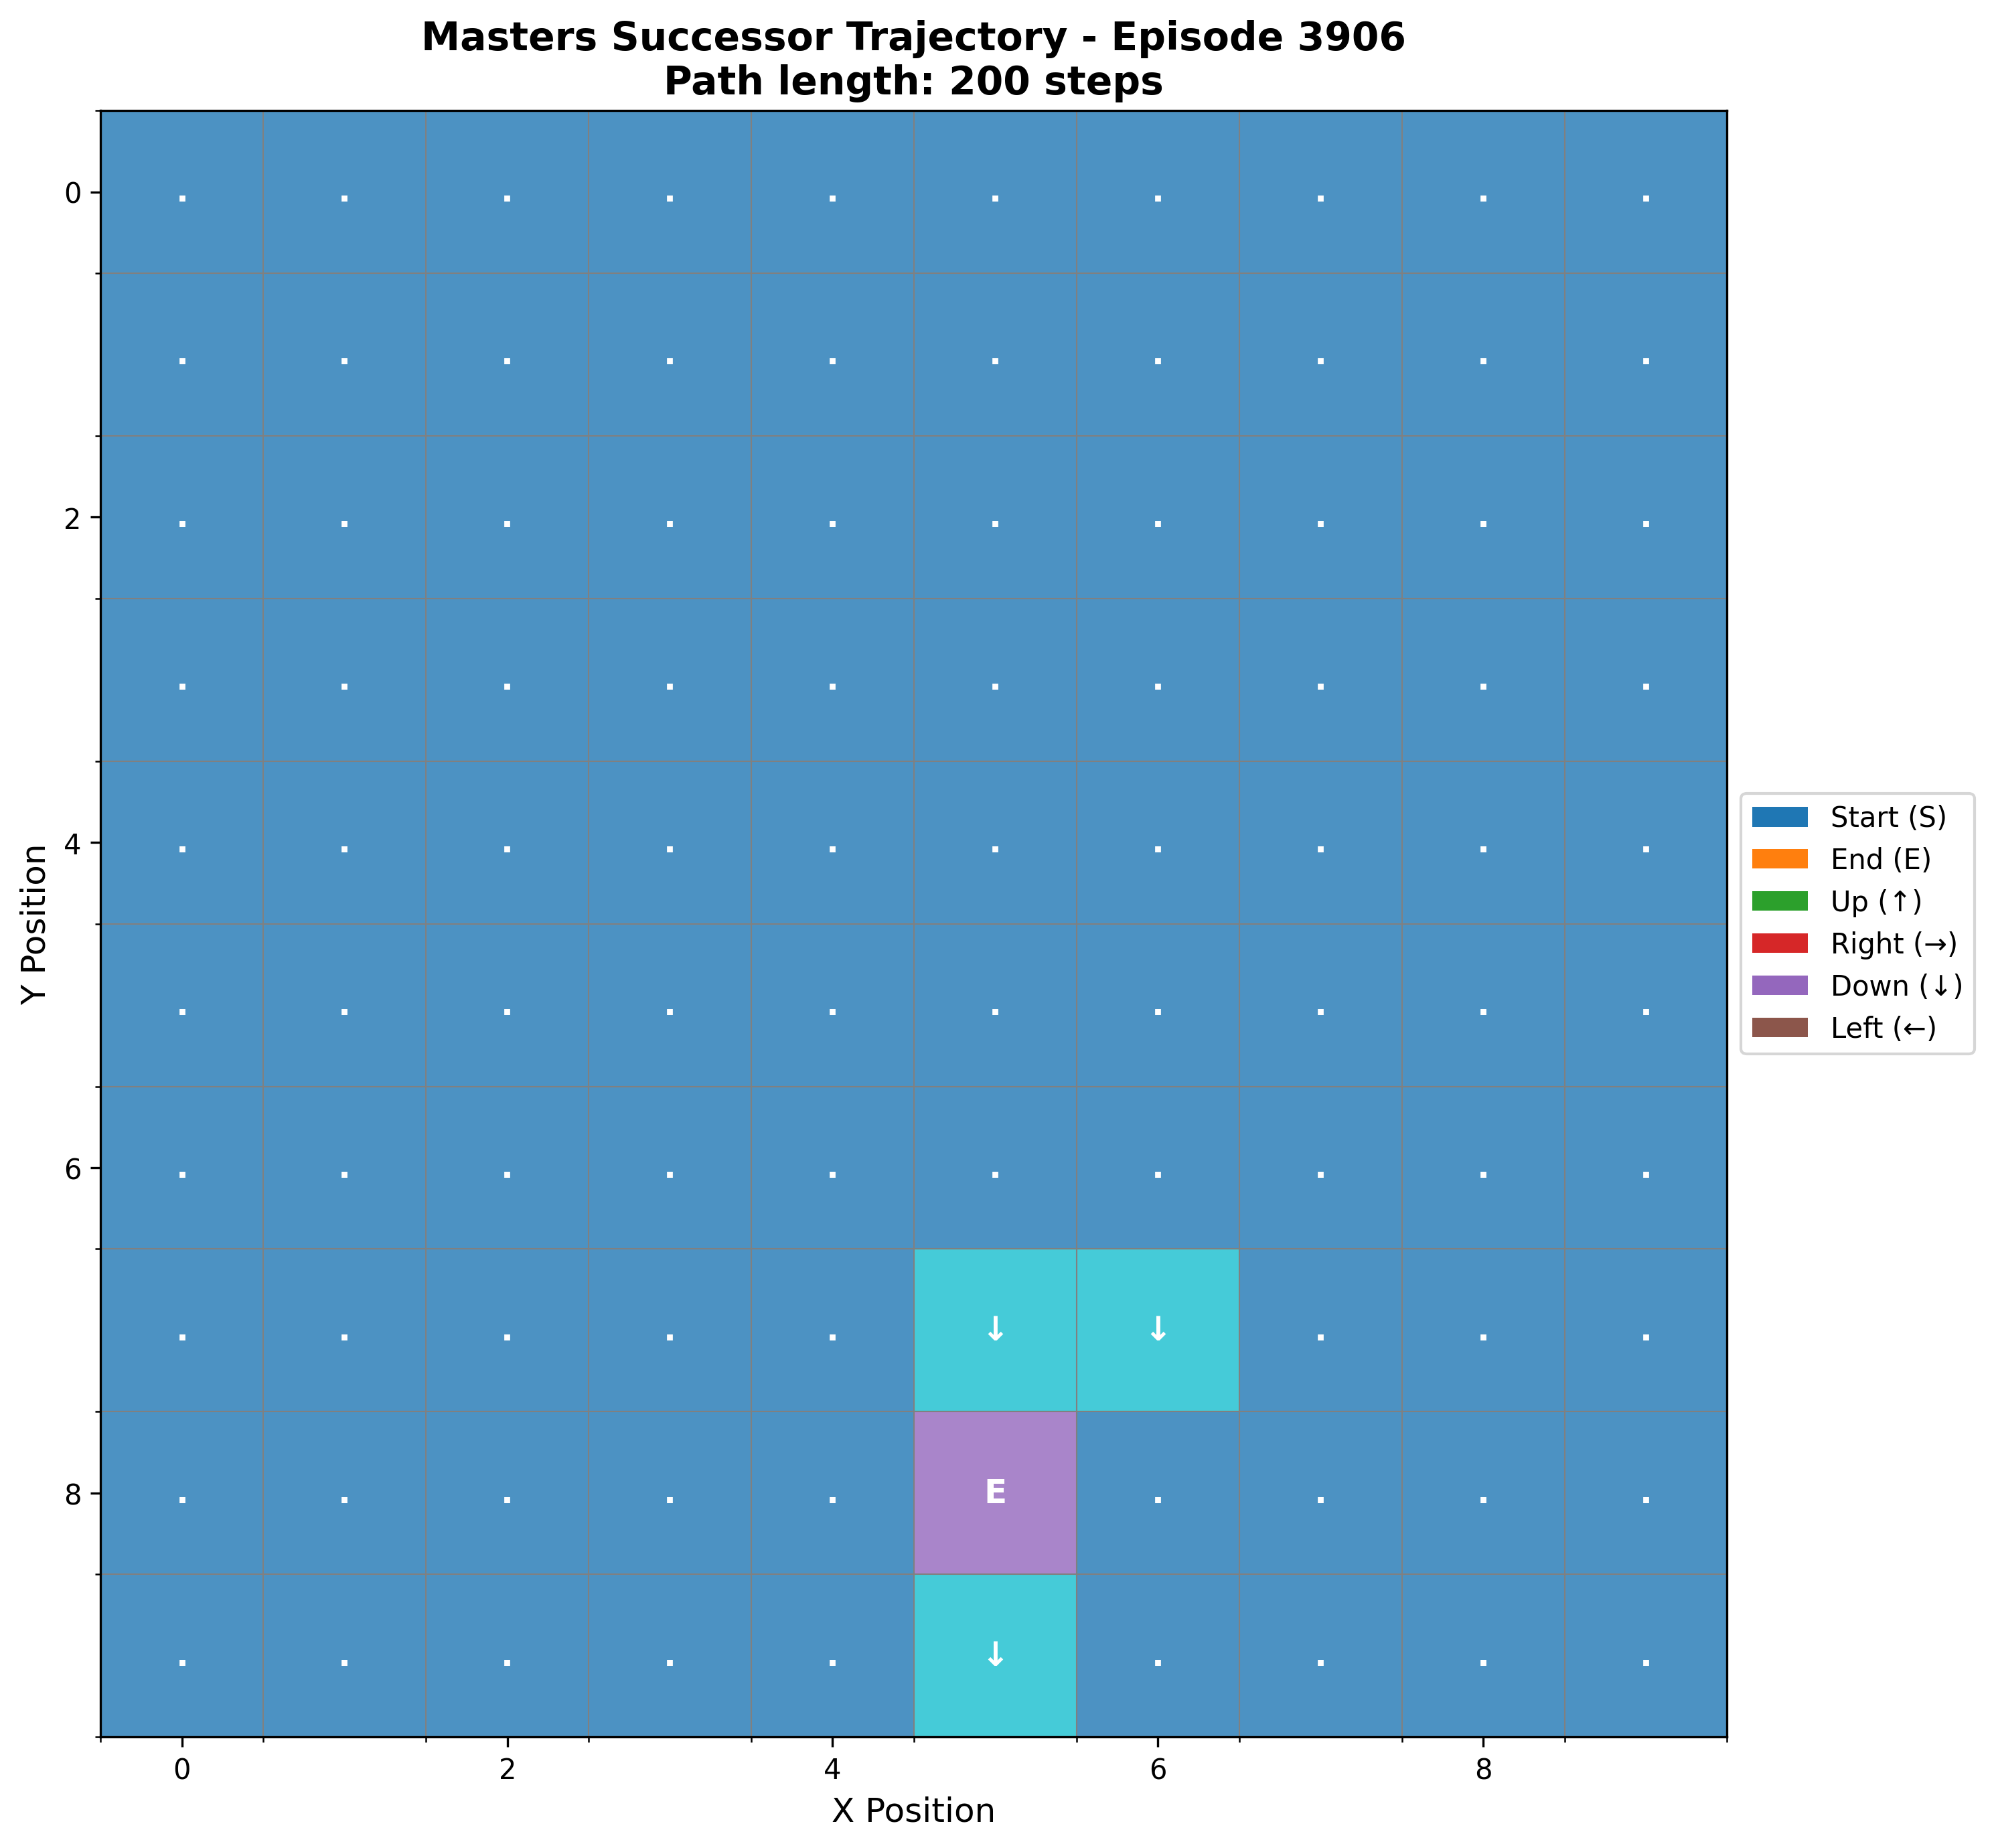 Masters Successor Trajectory - Episode 3906
Path length: 200 steps
0
2
4
6
8
Y Position
↓ ↓
E
↓
0 2 4 6 8
X Position
Start (S)
End (E)
Up (↑)
Right (→)
Down (↓)
Left (←)